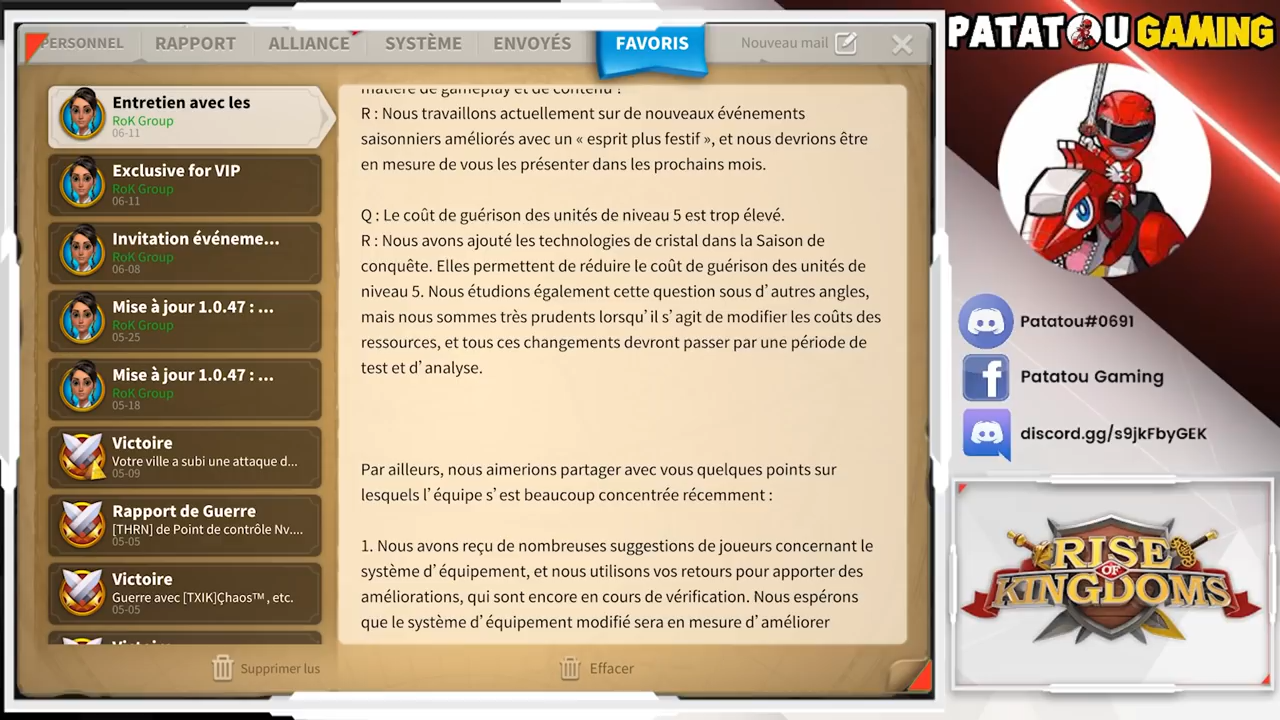 PERSONNEL
RAPPORT
ALLIANCE
SYSTÈME
ENVOYÉS
FAVORIS
Nouveau mail
Entretien avec les
RoK Group
06-11
Exclusive for VIP
RoK Group
06-11
Invitation événeme...
RoK Group
06-08
Mise à jour 1.0.47 : ...
RoK Group
05-25
Mise à jour 1.0.47 : ...
RoK Group
05-18
Victoire
Votre ville a subi une attaque d...
05-09
Rapport de Guerre
[THRN] de Point de contrôle Nv....
05-05
Victoire
Guerre avec [TXIK]Çhaos™, etc.
05-05
Supprimer lus
matière de gameplay et de contenu ?
R : Nous travaillons actuellement sur de nouveaux événements
saisonniers améliorés avec un « esprit plus festif », et nous devrions être
en mesure de vous les présenter dans les prochains mois.
Q : Le coût de guérison des unités de niveau 5 est trop élevé.
R : Nous avons ajouté les technologies de cristal dans la Saison de
conquête. Elles permettent de réduire le coût de guérison des unités de
niveau 5. Nous étudions également cette question sous d'autres angles,
mais nous sommes très prudents lorsqu'il s'agit de modifier les coûts des
ressources, et tous ces changements devront passer par une période de
test et d'analyse.
Par ailleurs, nous aimerions partager avec vous quelques points sur
lesquels l'équipe s'est beaucoup concentrée récemment :
1. Nous avons reçu de nombreuses suggestions de joueurs concernant le
système d'équipement, et nous utilisons vos retours pour apporter des
améliorations, qui sont encore en cours de vérification. Nous espérons
que le système d'équipement modifié sera en mesure d'améliorer
Effacer
PATATOU GAMING
Patatou#0691
Patatou Gaming
discord.gg/s9jkFbyGEK
RISE
OF
KINGDOMS